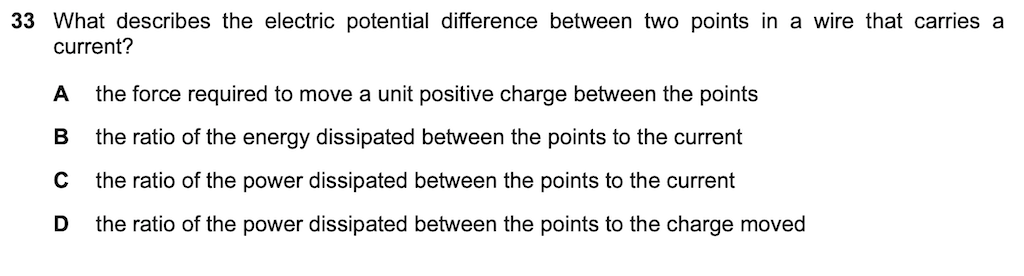 33 What describes the electric potential difference between two points in a wire that carries a
current?
A the force required to move a unit positive charge between the points
B the ratio of the energy dissipated between the points to the current
C the ratio of the power dissipated between the points to the current
D the ratio of the power dissipated between the points to the charge moved